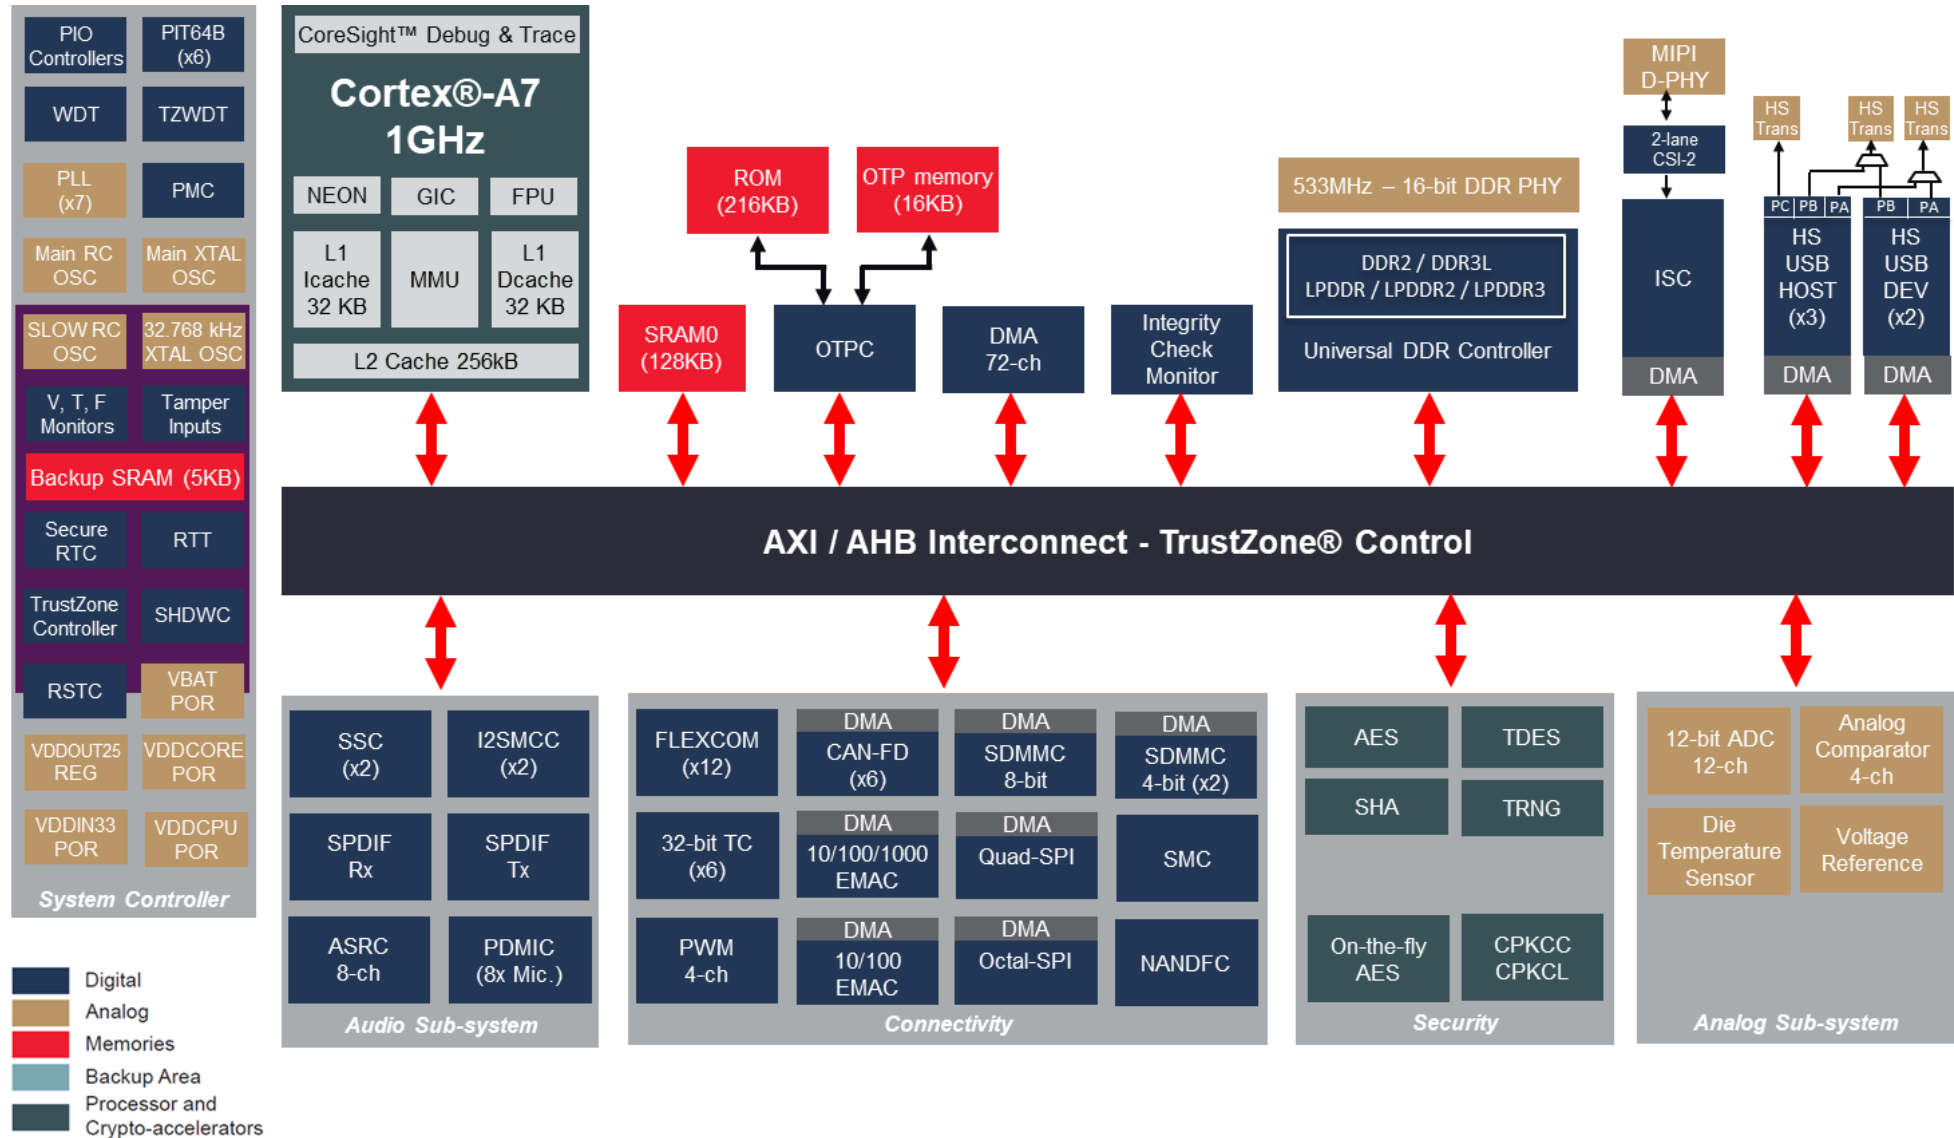 PIO
Controllers
PIT64B
(x6)
WDT
TZWDT
PLL
(x7)
PMC
Main RC
OSC
Main XTAL
OSC
SLOW RC
OSC
32.768 kHz
XTAL OSC
V, T, F
Monitors
Tamper
Inputs
Backup SRAM (5KB)
Secure
RTC
RTT
TrustZone
Controller
SHDWC
RSTC
VBAT
POR
VDDOUT25
REG
VDDCORE
POR
VDDIN33
POR
VDDCPU
POR
System Controller
Digital
Analog
Memories
Backup Area
Processor and
Crypto-accelerators
CoreSight™ Debug & Trace
Cortex®-A7
1GHz
NEON
GIC
FPU
L1
Icache
32 KB
MMU
L1
Dcache
32 KB
L2 Cache 256kB
ROM
(216KB)
OTP memory
(16KB)
SRAM0
(128KB)
OTPC
DMA
72-ch
Integrity
Check
Monitor
533MHz – 16-bit DDR PHY
DDR2 / DDR3L
LPDDR / LPDDR2 / LPDDR3
Universal DDR Controller
MIPI
D-PHY
2-lane
CSI-2
ISC
DMA
HS
Trans
HS
Trans
HS
Trans
PC PB PA
HS
USB
HOST
(x3)
DMA
PB PA
HS
USB
DEV
(x2)
DMA
AXI / AHB Interconnect - TrustZone® Control
SSC
(x2)
I2SMCC
(x2)
SPDIF
Rx
SPDIF
Tx
ASRC
8-ch
PDMIC
(8x Mic.)
Audio Sub-system
FLEXCOM
(x12)
DMA
CAN-FD
(x6)
DMA
SDMMC
8-bit
DMA
SDMMC
4-bit (x2)
32-bit TC
(x6)
DMA
10/100/1000
EMAC
DMA
Quad-SPI
SMC
PWM
4-ch
DMA
10/100
EMAC
DMA
Octal-SPI
NANDFC
Connectivity
AES
TDES
SHA
TRNG
On-the-fly
AES
CPKCC
CPKCL
Security
12-bit ADC
12-ch
Analog
Comparator
4-ch
Die
Temperature
Sensor
Voltage
Reference
Analog Sub-system